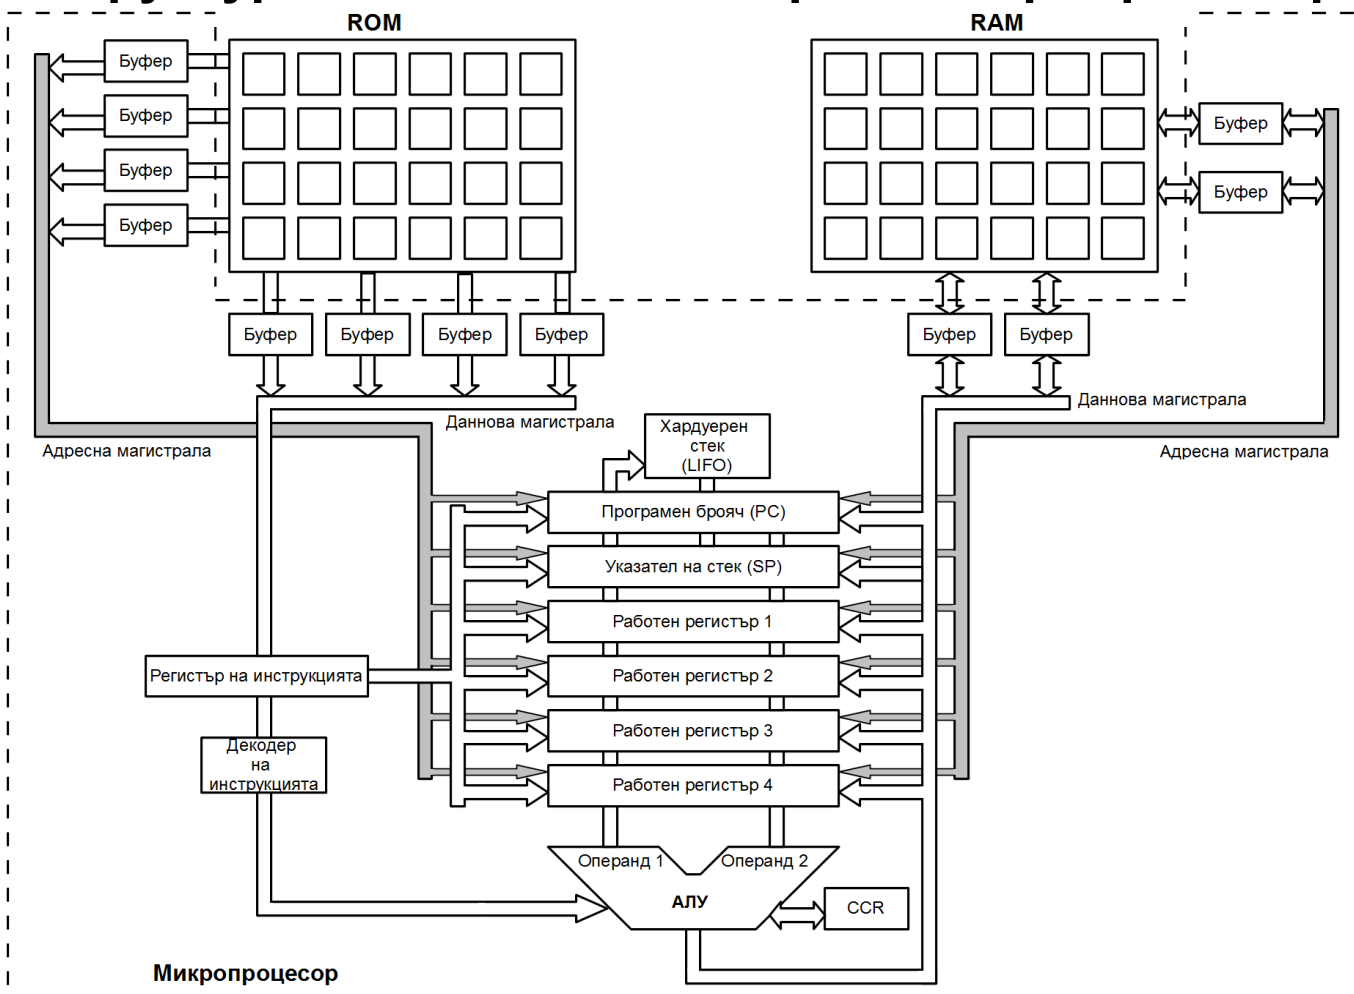 ROM
RAM
Буфер
Буфер
Буфер
Буфер
Буфер
Буфер
Буфер
Буфер
Буфер
Буфер
Буфер
Буфер
Буфер
Буфер
Даннова магистрала
Даннова магистрала
Адресна магистрала
Адресна магистрала
Хардуерен
стек
(LIFO)
Програмен брояч (PC)
Указател на стек (SP)
Работен регистър 1
Работен регистър 2
Регистър на инструкцията
Работен регистър 3
Декодер
на
инструкцията
Работен регистър 4
Операнд 1
Операнд 2
АЛУ
CCR
Микропроцесор